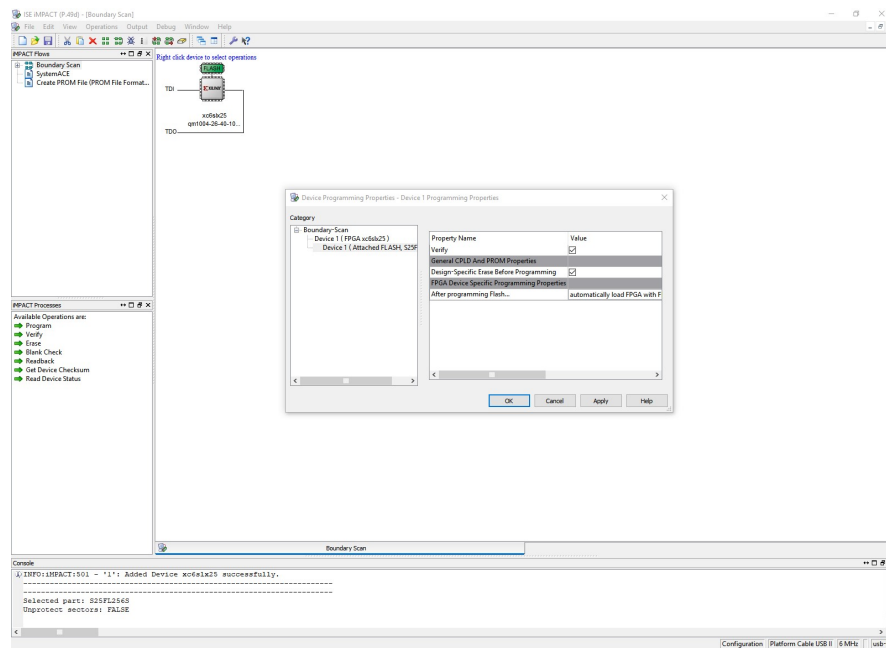 ISE iMPACT (P.49d) - [Boundary Scan]
File Edit View Operations Output Debug Window Help
iMPACT Flows
Boundary Scan
SystemACE
Create PROM File (PROM File Format...
Right click device to select operations
FLASH
TDI
XILINX
xc6slx25
qm1004-26-40-10...
TDO
Device Programming Properties - Device 1 Programming Properties
Category
Boundary-Scan
Device 1 ( FPGA xc6slx25 )
Device 1 ( Attached FLASH, S25F
Property Name Value
Verify
General CPLD And PROM Properties
Design-Specific Erase Before Programming
FPGA Device Specific Programming Properties
After programming Flash... automatically load FPGA with F
OK Cancel Apply Help
iMPACT Processes
Available Operations are:
Program
Verify
Erase
Blank Check
Readback
Get Device Checksum
Read Device Status
Boundary Scan
Console
INFO:iMPACT:501 - '1': Added Device xc6slx25 successfully.
----------------------------------------------------------------------
----------------------------------------------------------------------
Selected part: S25FL256S
Unprotect sectors: FALSE
Configuration Platform Cable USB II 6 MHz usb-